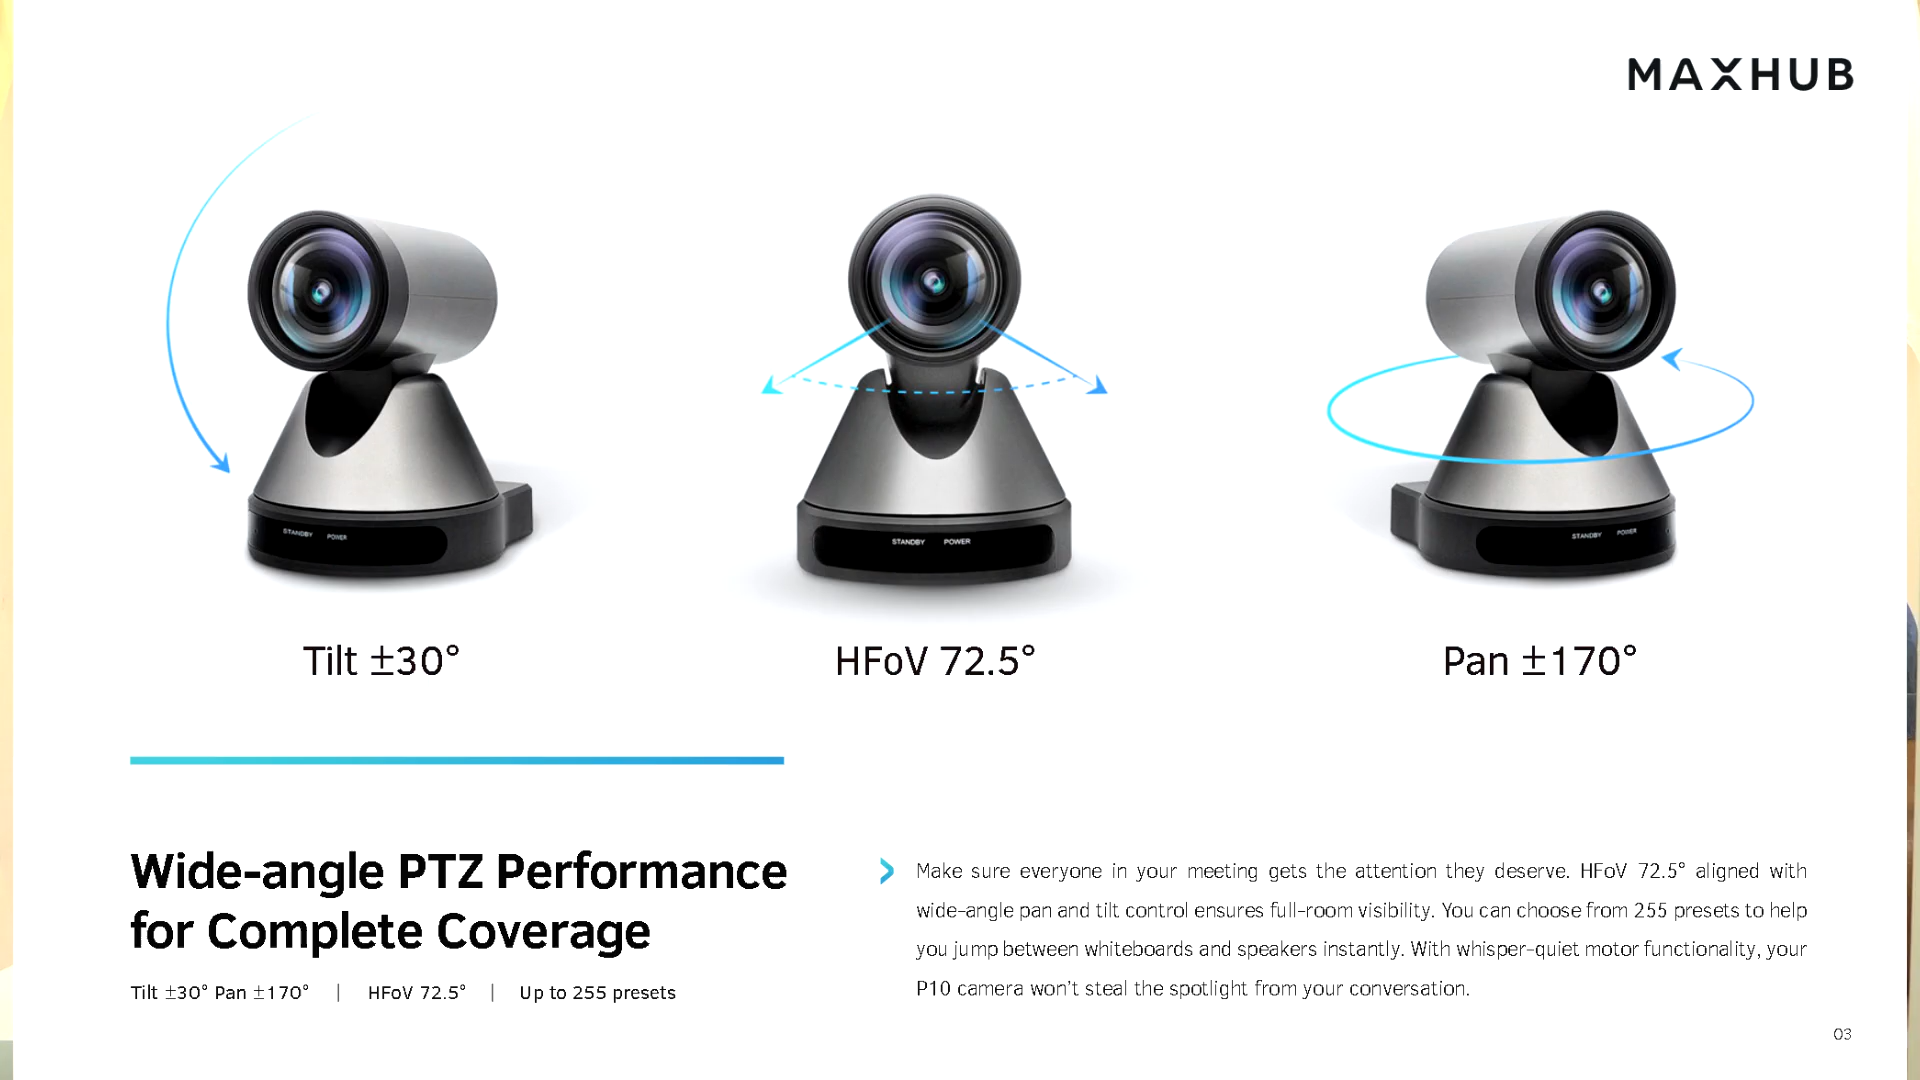 MAXHUB
STANDBY POWER
STANDBY POWER
STANDBY POWER
Tilt ±30°
HFoV 72.5°
Pan ±170°
Wide-angle PTZ Performance
for Complete Coverage
Tilt ±30° Pan ±170° | HFoV 72.5° | Up to 255 presets
Make sure everyone in your meeting gets the attention they deserve. HFoV 72.5° aligned with
wide-angle pan and tilt control ensures full-room visibility. You can choose from 255 presets to help
you jump between whiteboards and speakers instantly. With whisper-quiet motor functionality, your
P10 camera won't steal the spotlight from your conversation.
03